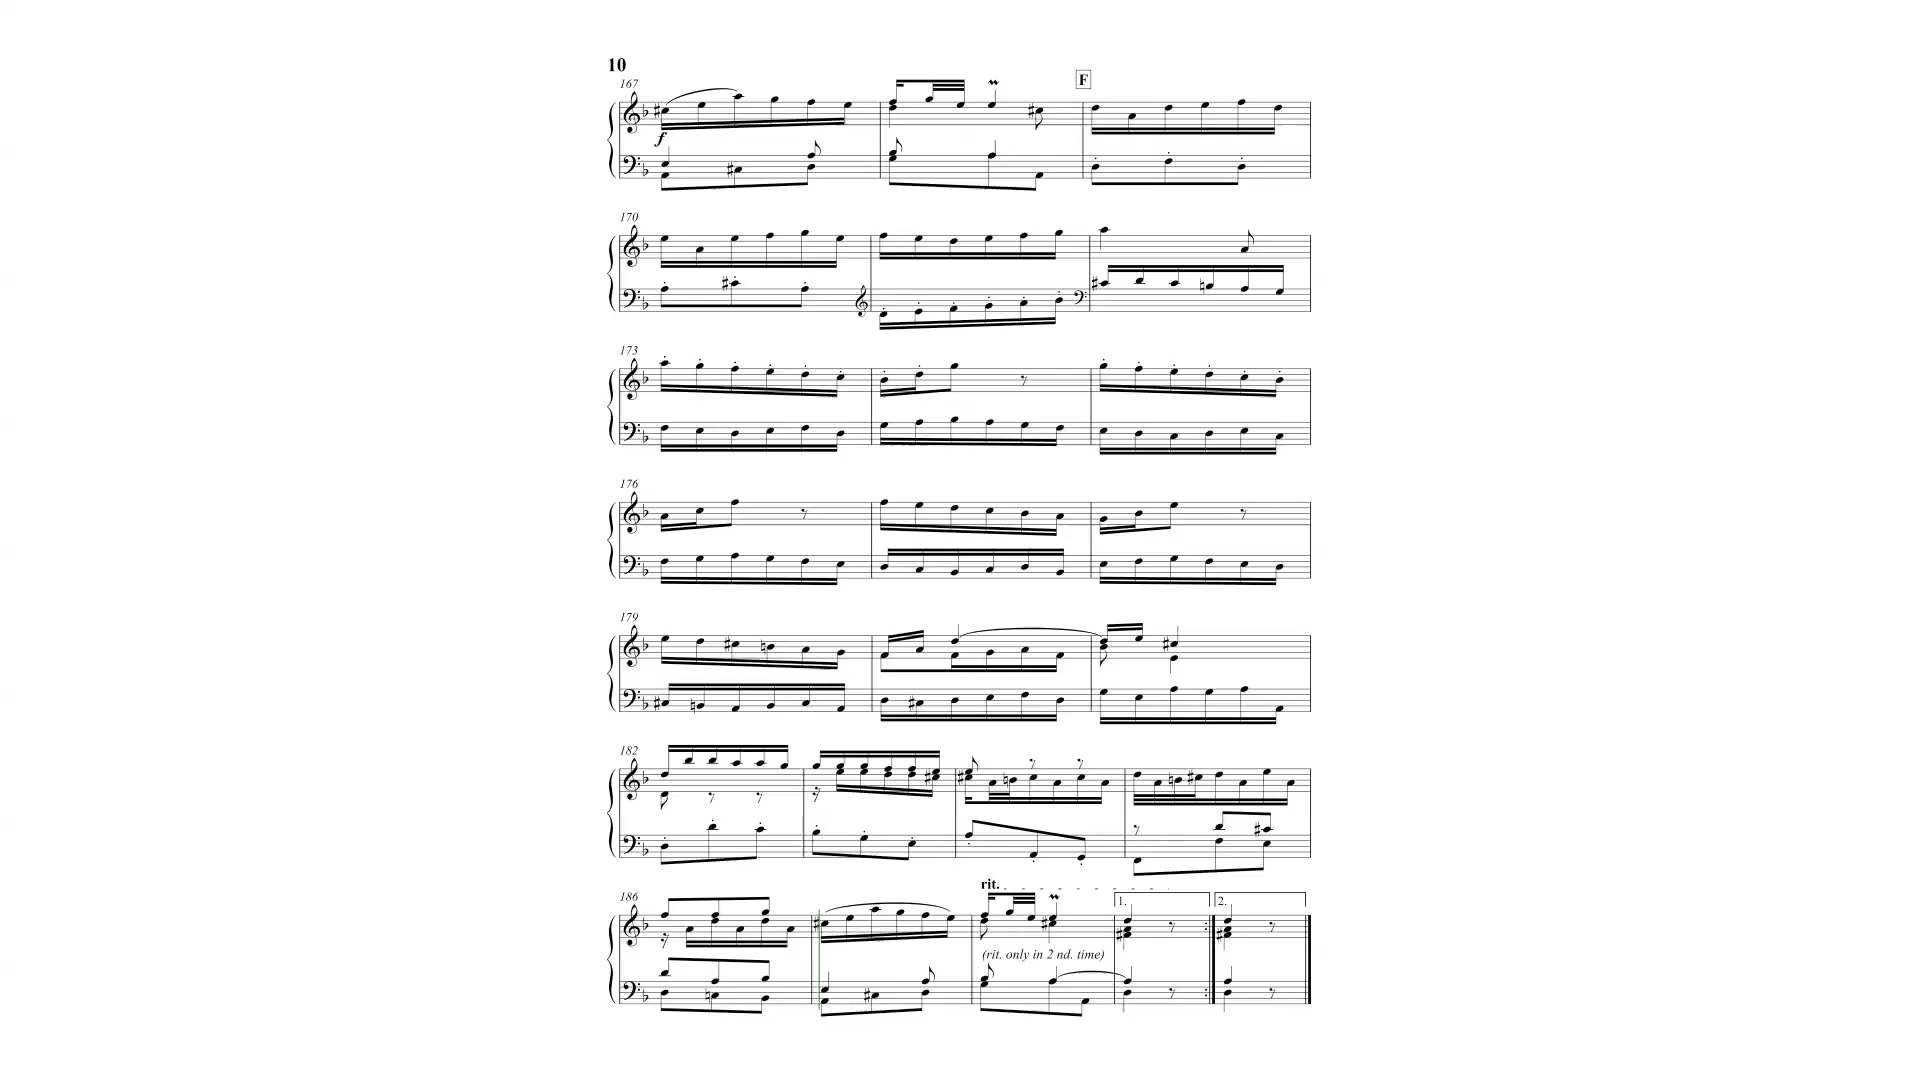 10
167
F
f
170
173
176
179
182
186
rit.
1.
2.
(rit. only in 2 nd. time)